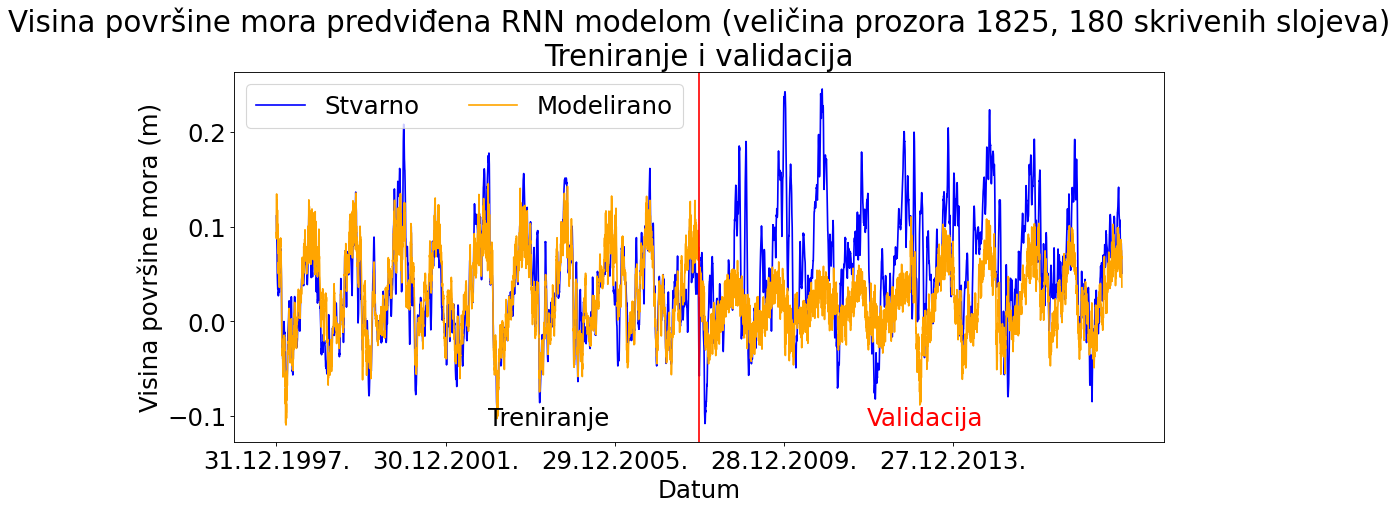 Visina površine mora predviđena RNN modelom (veličina prozora 1825, 180 skrivenih slojeva)
Treniranje i validacija
Stvarno
Modelirano
Visina površine mora (m)
0.2
0.1
0.0
−0.1
Treniranje
Validacija
31.12.1997.
30.12.2001.
29.12.2005.
28.12.2009.
27.12.2013.
Datum